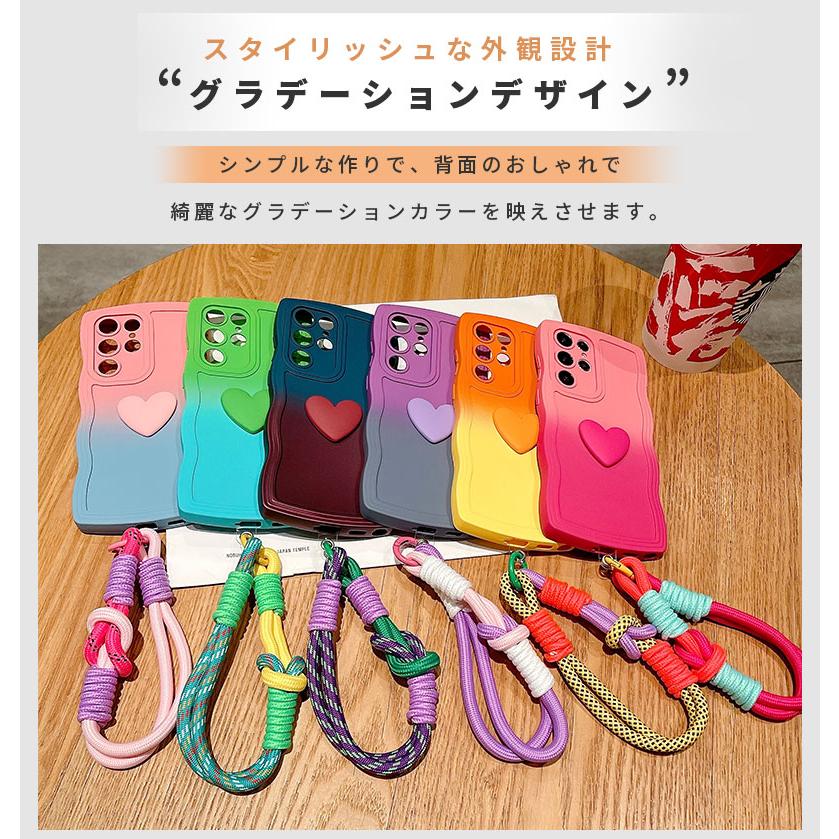 スタイリッシュな外観設計
“グラデーションデザイン”
シンプルな作りで、背面のおしゃれで
綺麗なグラデーションカラーを映えさせます。
JAPAN TEMPLE